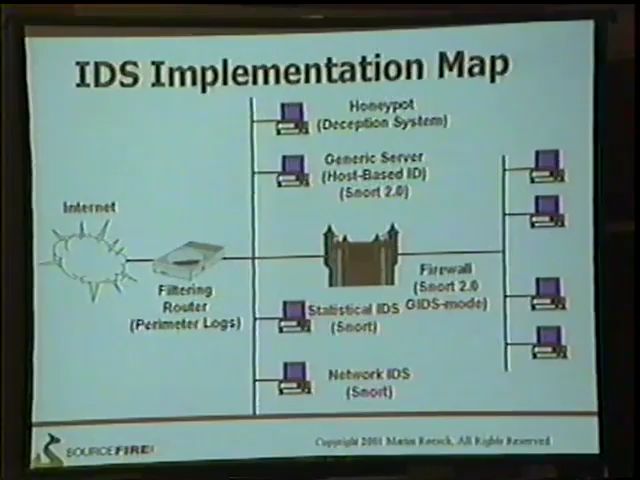 IDS Implementation Map
Honeypot
(Deception System)
Generic Server
(Host-Based ID)
(Snort 2.0)
Internet
Filtering
Router
(Perimeter Logs)
Firewall
(Snort 2.0
GIDS-mode)
Statistical IDS
(Snort)
Network IDS
(Snort)
SOURCEFIRE
Copyright 2001 Martin Roesch, All Rights Reserved